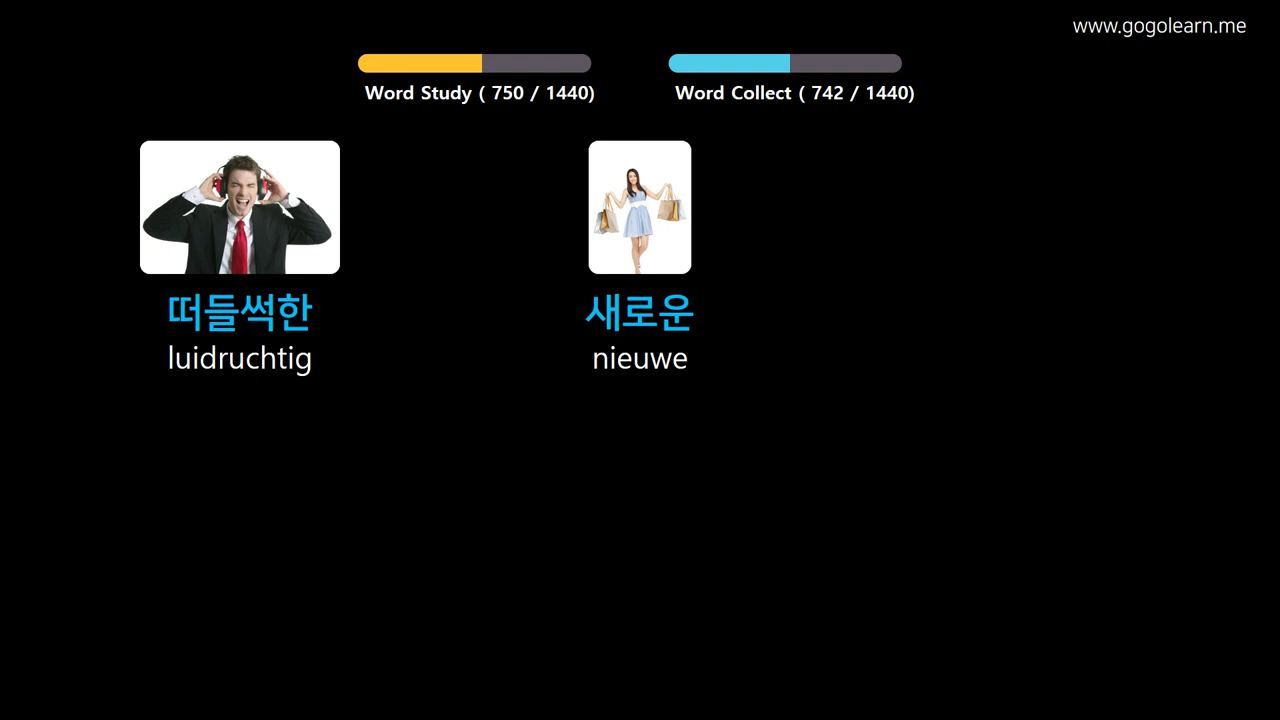 www.gogolearn.me
Word Study ( 750 / 1440)
Word Collect ( 742 / 1440)
떠들썩한
luidruchtig
새로운
nieuwe